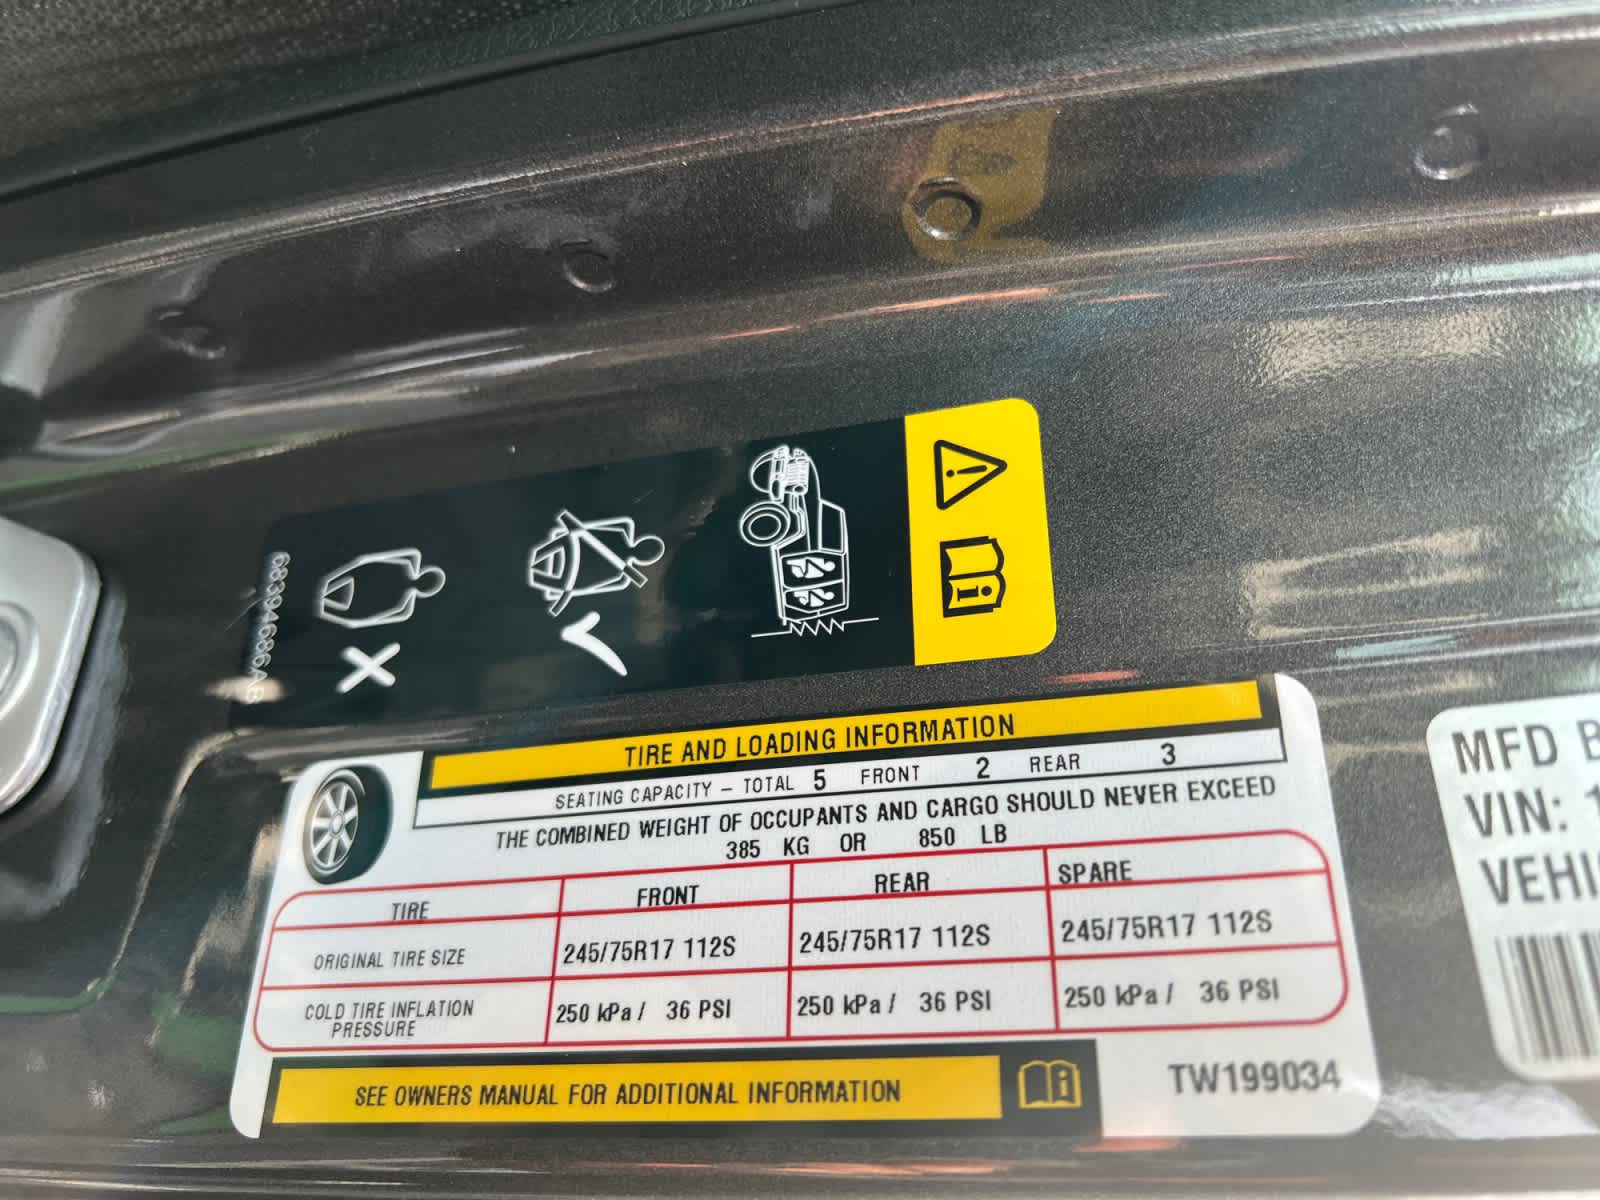 68394686AB
TIRE AND LOADING INFORMATION
SEATING CAPACITY – TOTAL 5 FRONT 2 REAR 3
THE COMBINED WEIGHT OF OCCUPANTS AND CARGO SHOULD NEVER EXCEED
385 KG OR 850 LB
TIRE FRONT REAR SPARE
ORIGINAL TIRE SIZE 245/75R17 112S 245/75R17 112S 245/75R17 112S
COLD TIRE INFLATION
PRESSURE 250 kPa / 36 PSI 250 kPa / 36 PSI 250 kPa / 36 PSI
SEE OWNERS MANUAL FOR ADDITIONAL INFORMATION
TW199034
MFD B
VIN: 1
VEHI